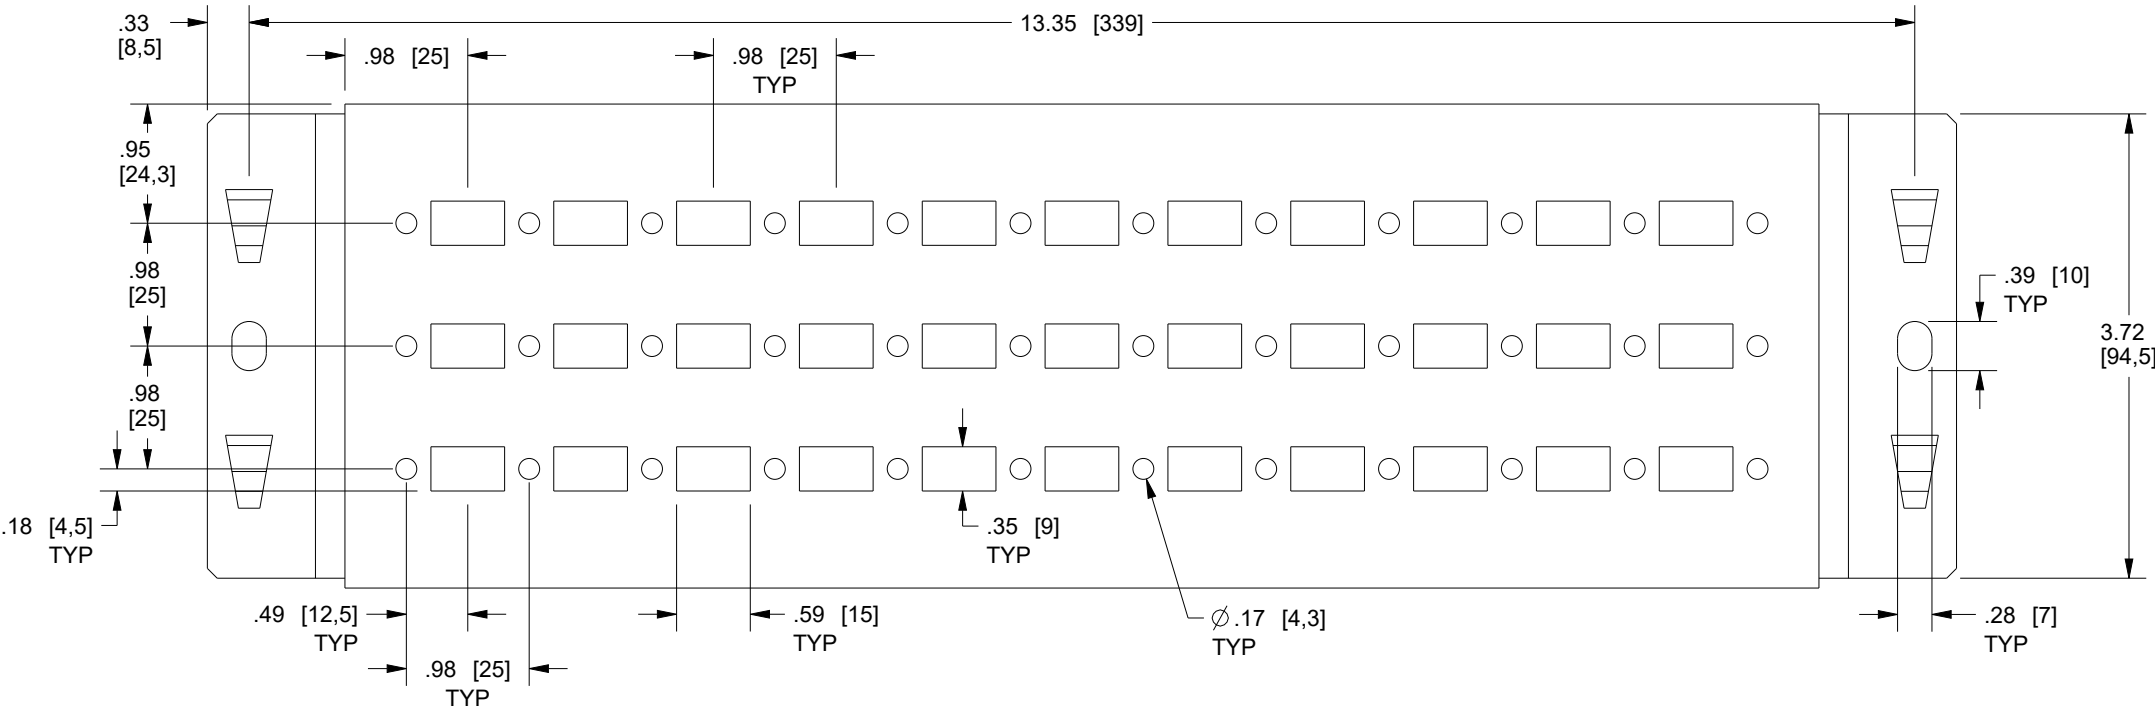 .33
[8,5]
13.35 [339]
.98 [25]
.98 [25]
TYP
.95
[24,3]
.98
[25]
.39 [10]
TYP
3.72
[94,5]
.98
[25]
.18 [4,5]
TYP
.35 [9]
TYP
.49 [12,5]
TYP
.59 [15]
TYP
Ø.17 [4,3]
TYP
.28 [7]
TYP
.98 [25]
TYP